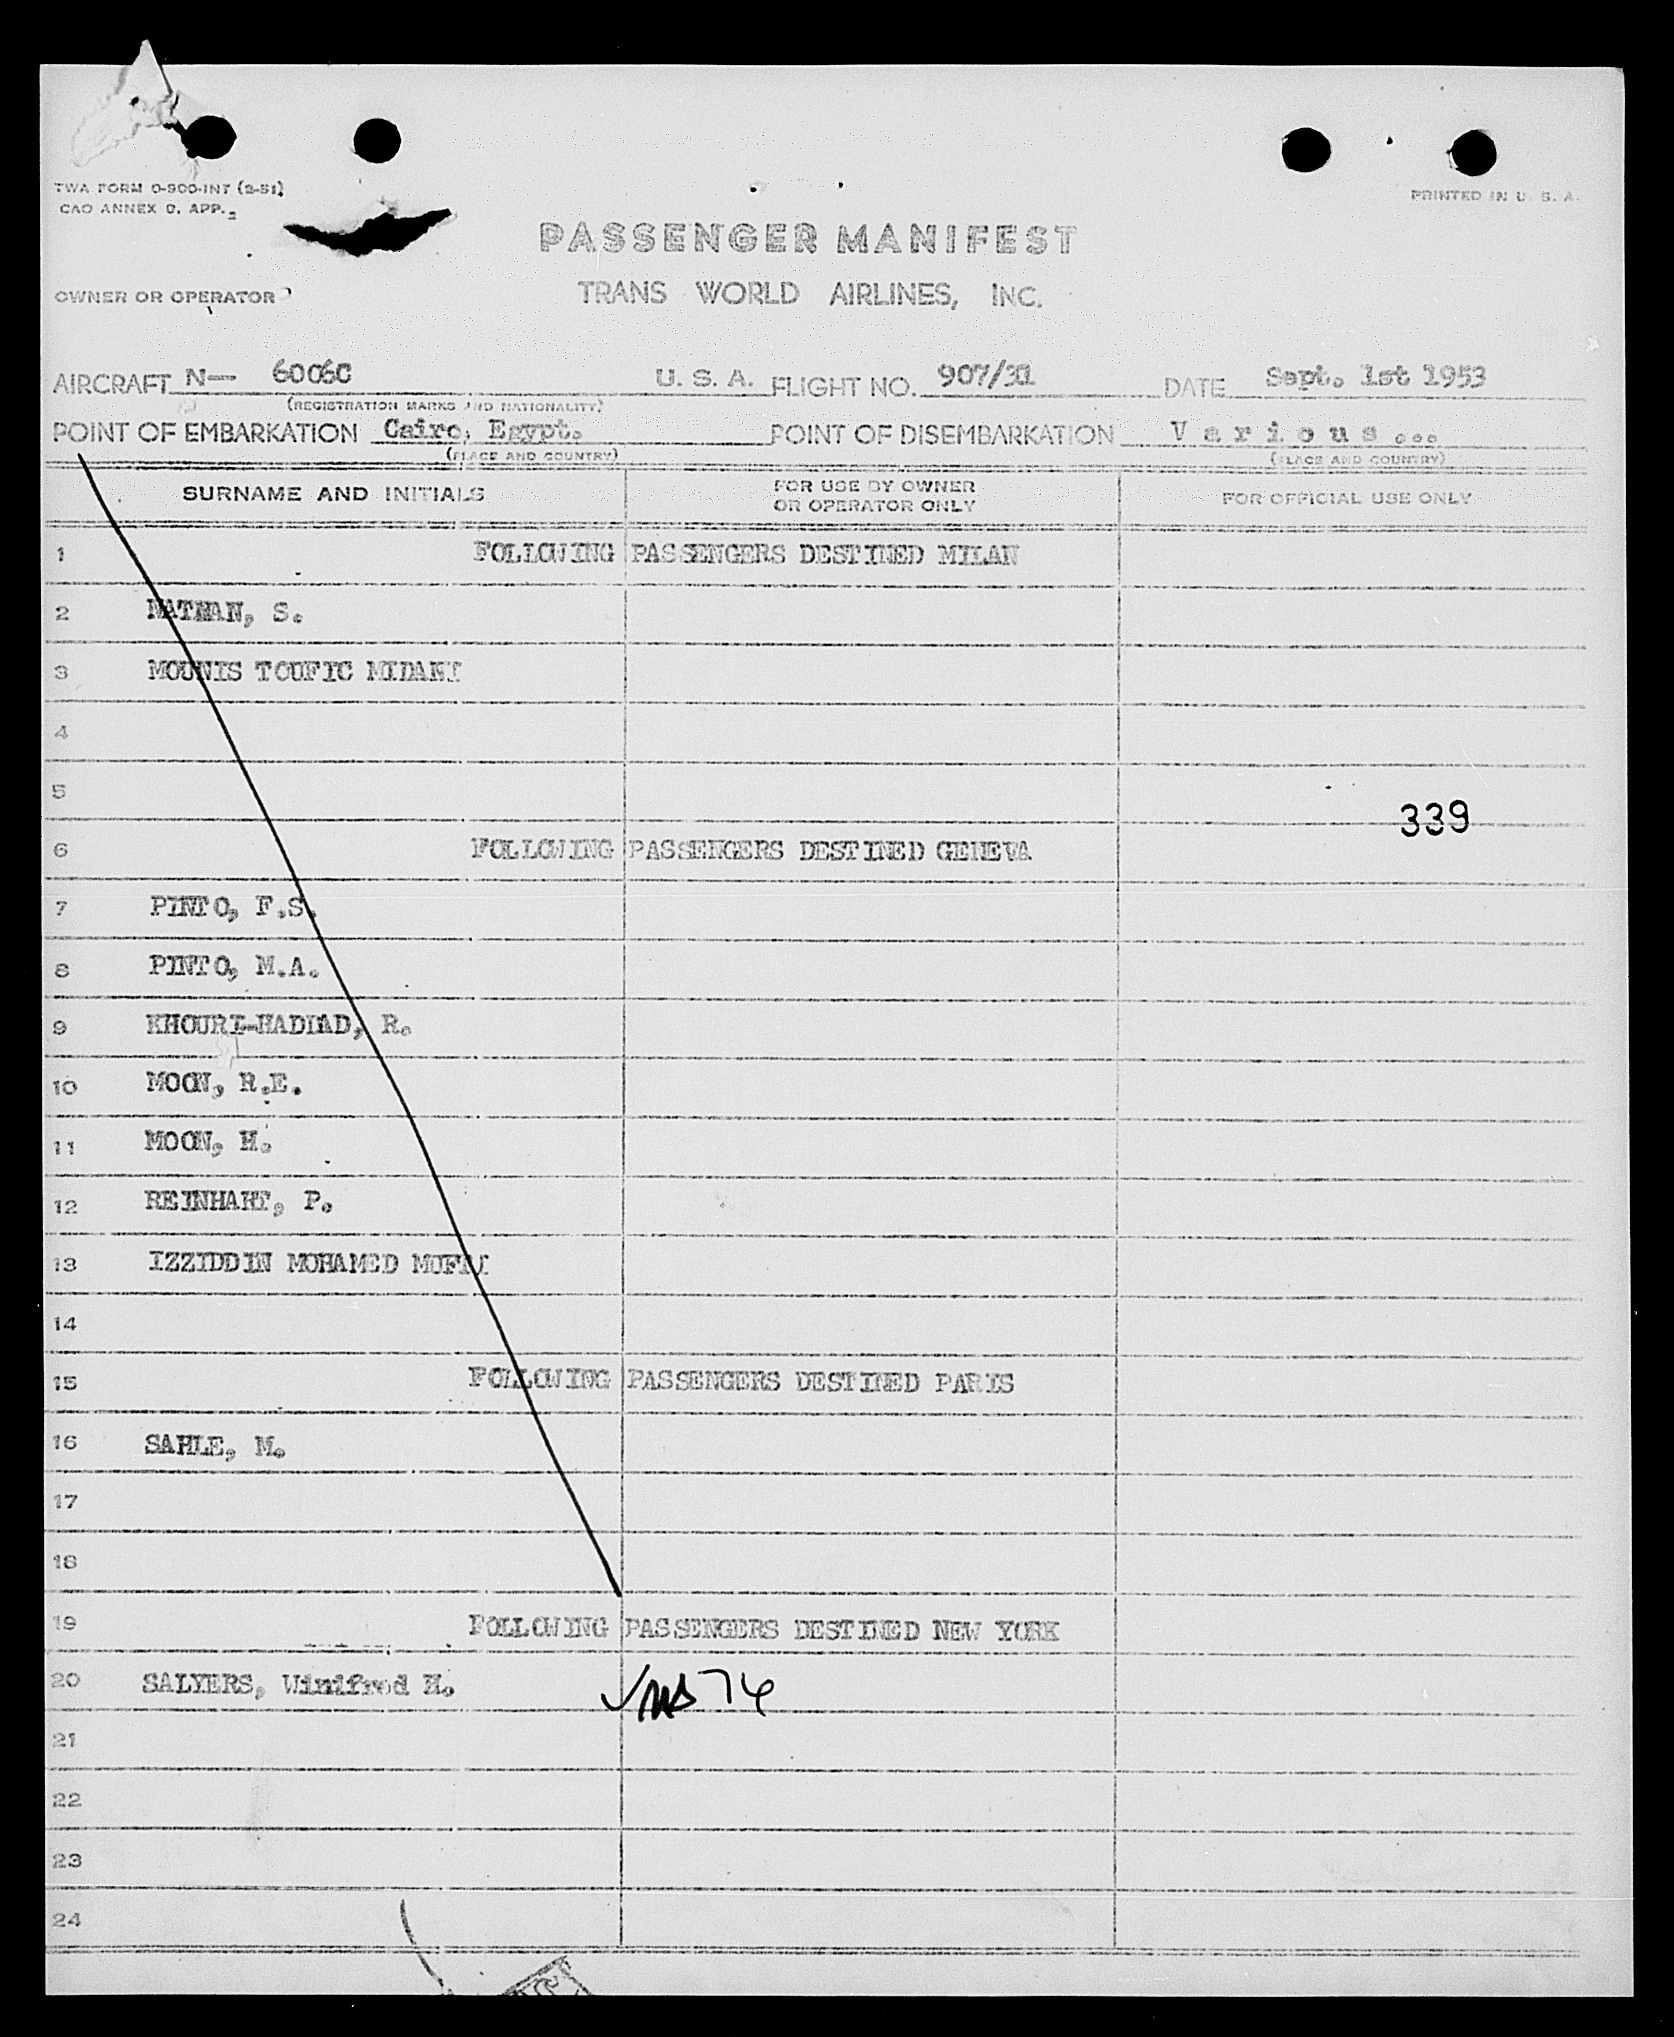 TWA FORM O-900-INT (2-51)
CAO ANNEX 9. APP. 2
PRINTED IN U. S. A.
PASSENGER MANIFEST
OWNER OR OPERATOR
TRANS WORLD AIRLINES, INC.
AIRCRAFT N— 6006C U. S. A. FLIGHT NO. 907/31 DATE Sept. 1st 1953
(REGISTRATION MARKS AND NATIONALITY)
POINT OF EMBARKATION Cairo, Egypt. POINT OF DISEMBARKATION V a r i o u s ...
(PLACE AND COUNTRY) (PLACE AND COUNTRY)
SURNAME AND INITIALS FOR USE BY OWNER OR OPERATOR ONLY FOR OFFICIAL USE ONLY
1 FOLLOWING PASSENGERS DESTINED MILAN
2 NATHAN, S.
3 MOUNIS TOUFIC MIDANI
4
5
339
6 FOLLOWING PASSENGERS DESTINED GENEVA
7 PINTO, F.S.
8 PINTO, M.A.
9 KHOURI-HADDAD, R.
10 MOON, R.E.
11 MOON, H.
12 REINHART, P.
13 IZZIDDIN MOHAMED
14
15 FOLLOWING PASSENGERS DESTINED PARIS
16 SAHLE, M.
17
18
19 FOLLOWING PASSENGERS DESTINED NEW YORK
20 SALYERS, Winifred H. 74
21
22
23
24